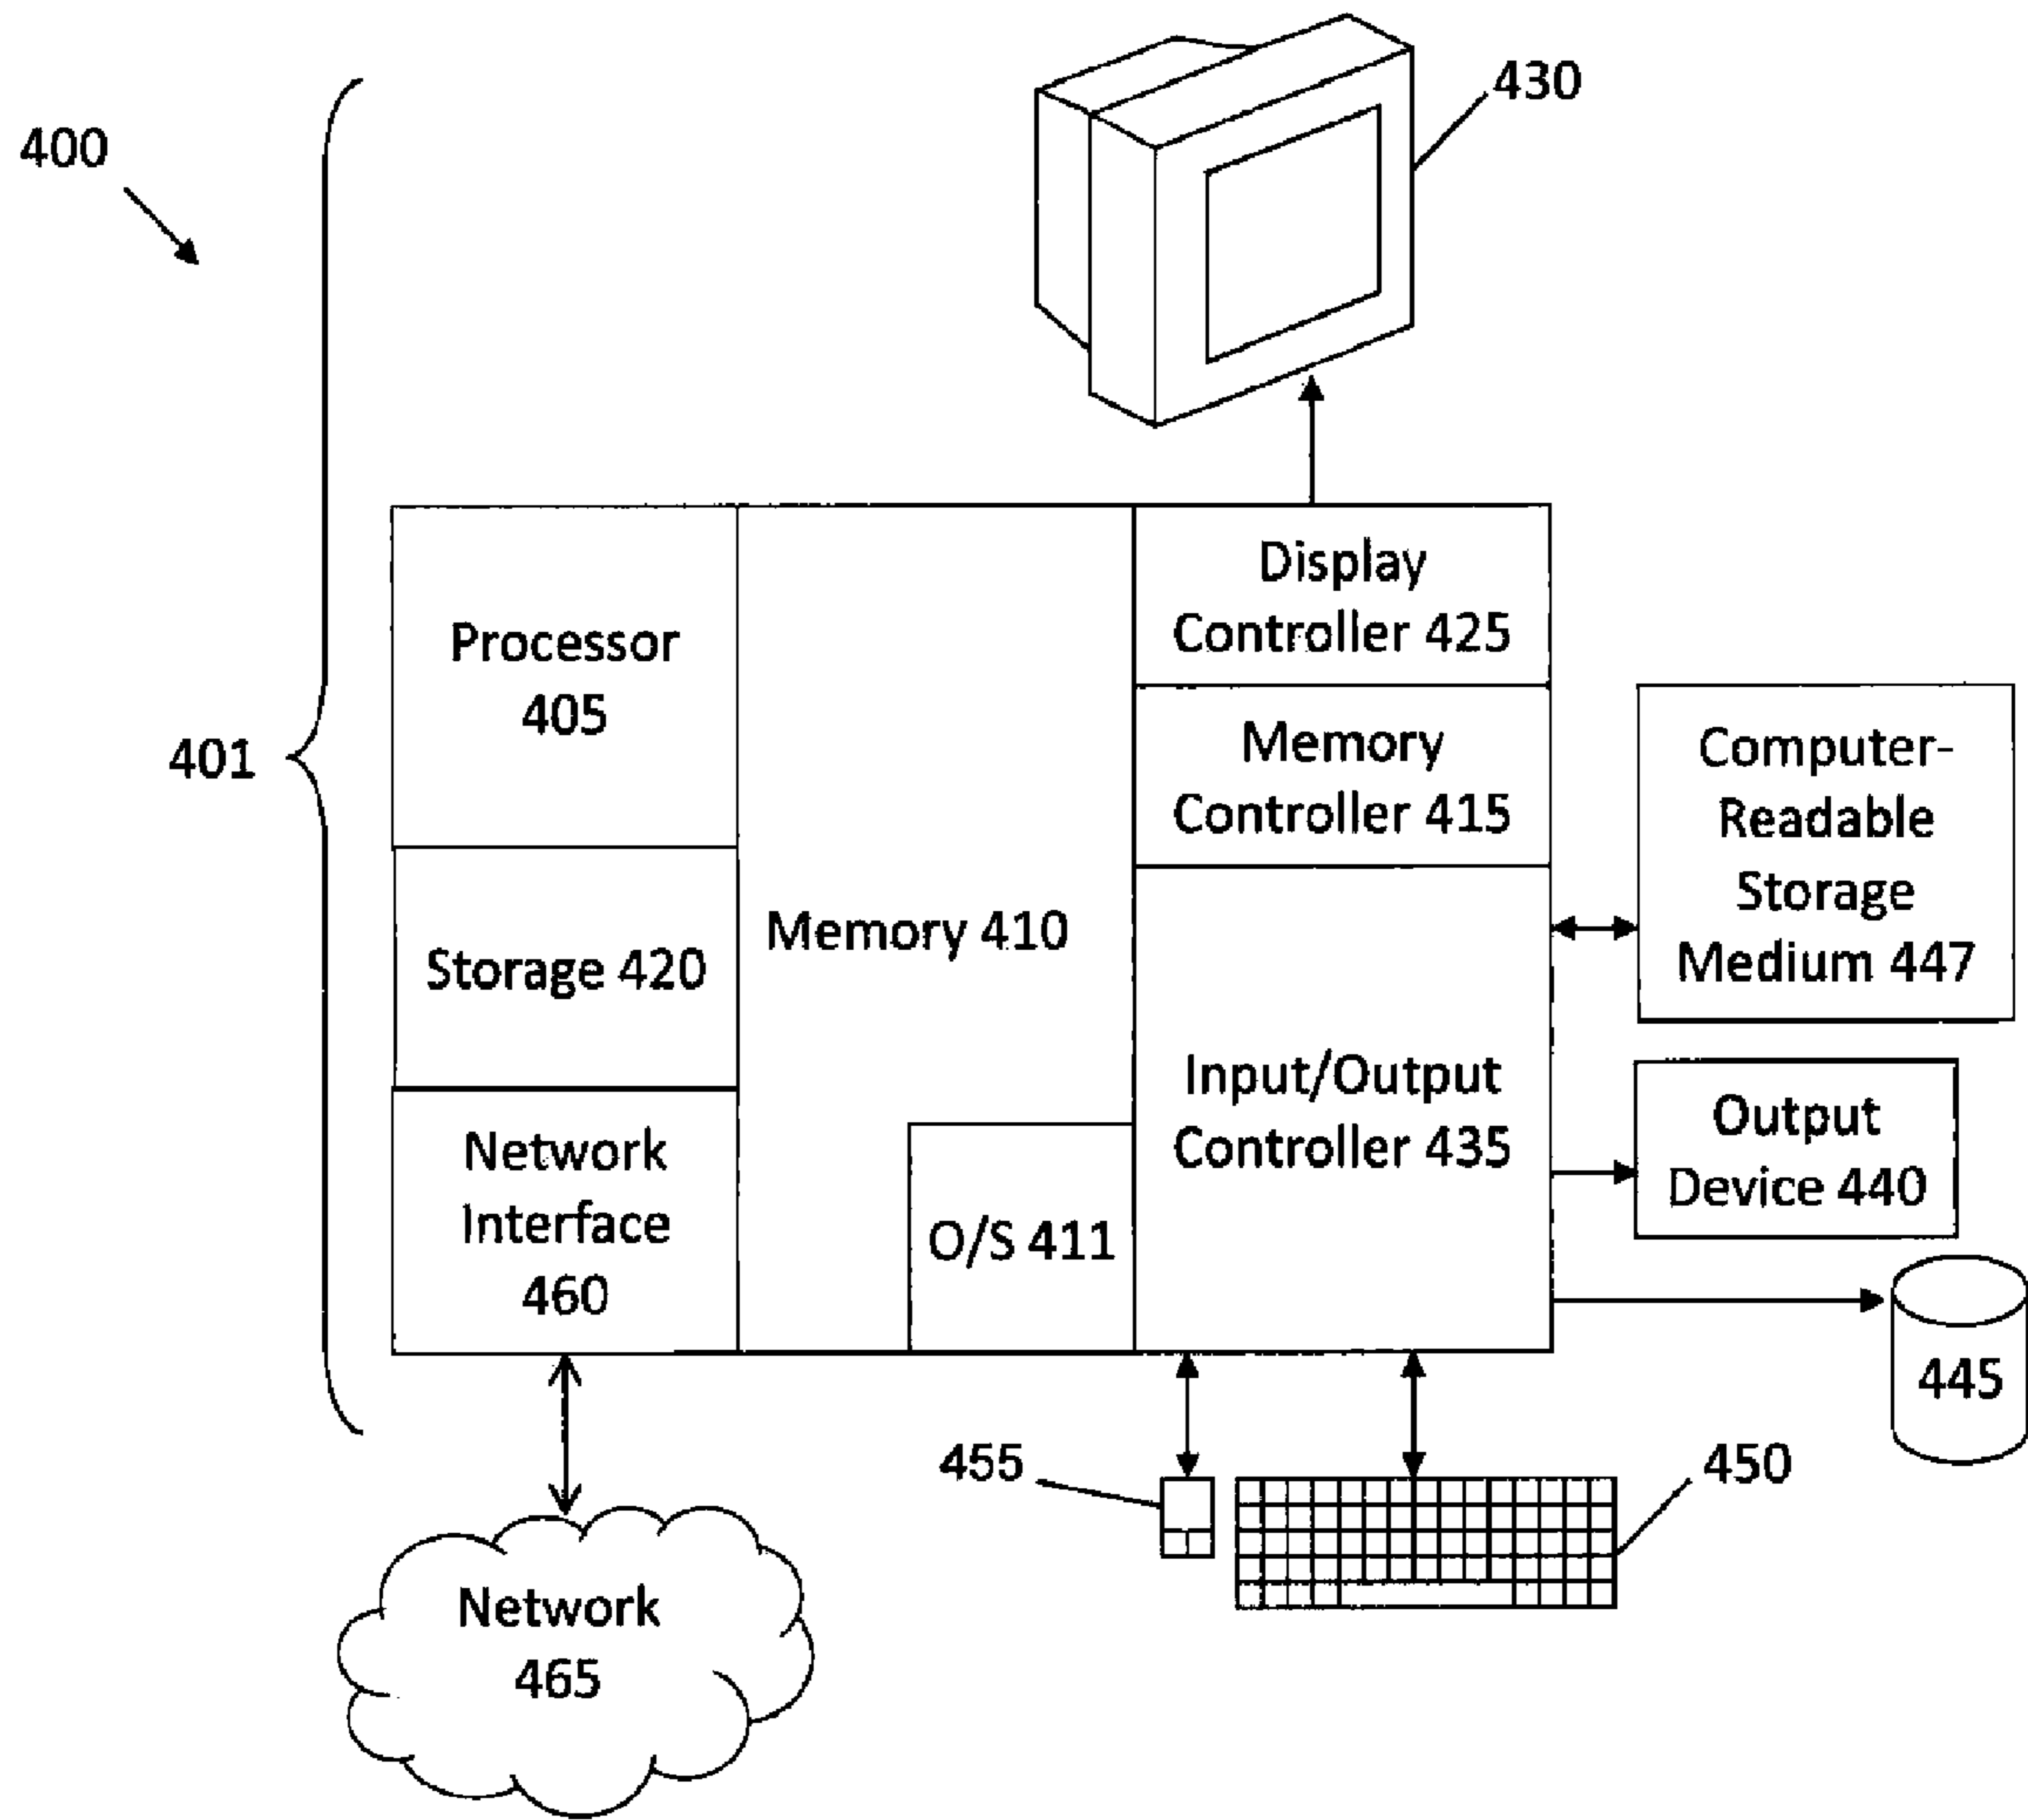 430
400
Display
Controller 425
Processor
405
401
Memory
Controller 415
Computer-
Readable
Storage
Medium 447
Memory 410
Storage 420
Input/Output
Controller 435
Output
Device 440
Network
Interface
460
O/S 411
445
455
450
Network
465